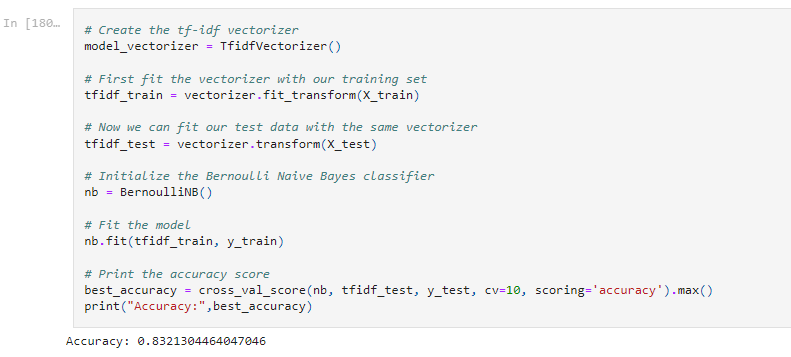 In [180…
# Create the tf-idf vectorizer
model_vectorizer = TfidfVectorizer()
# First fit the vectorizer with our training set
tfidf_train = vectorizer.fit_transform(X_train)
# Now we can fit our test data with the same vectorizer
tfidf_test = vectorizer.transform(X_test)
# Initialize the Bernoulli Naive Bayes classifier
nb = BernoulliNB()
# Fit the model
nb.fit(tfidf_train, y_train)
# Print the accuracy score
best_accuracy = cross_val_score(nb, tfidf_test, y_test, cv=10, scoring='accuracy').max()
print("Accuracy:",best_accuracy)
Accuracy: 0.8321304464047046